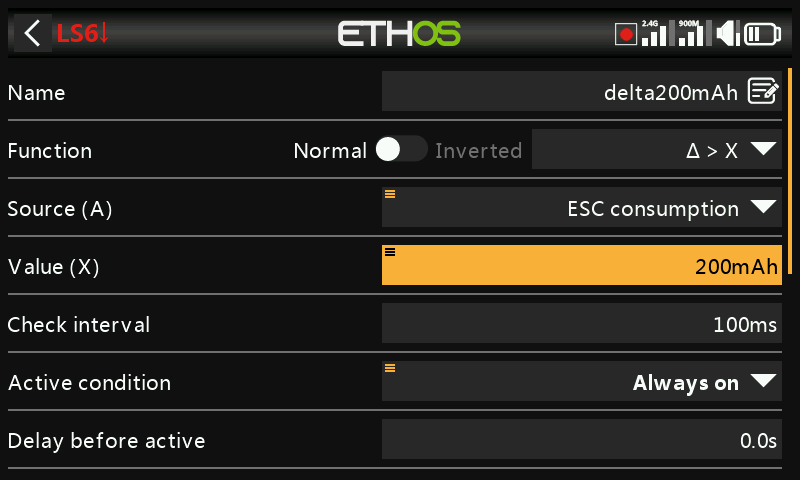 LS6↓ ETHOS 2.4G 900M
Name delta200mAh
Function Normal Inverted Δ > X
Source (A) ESC consumption
Value (X) 200mAh
Check interval 100ms
Active condition Always on
Delay before active 0.0s